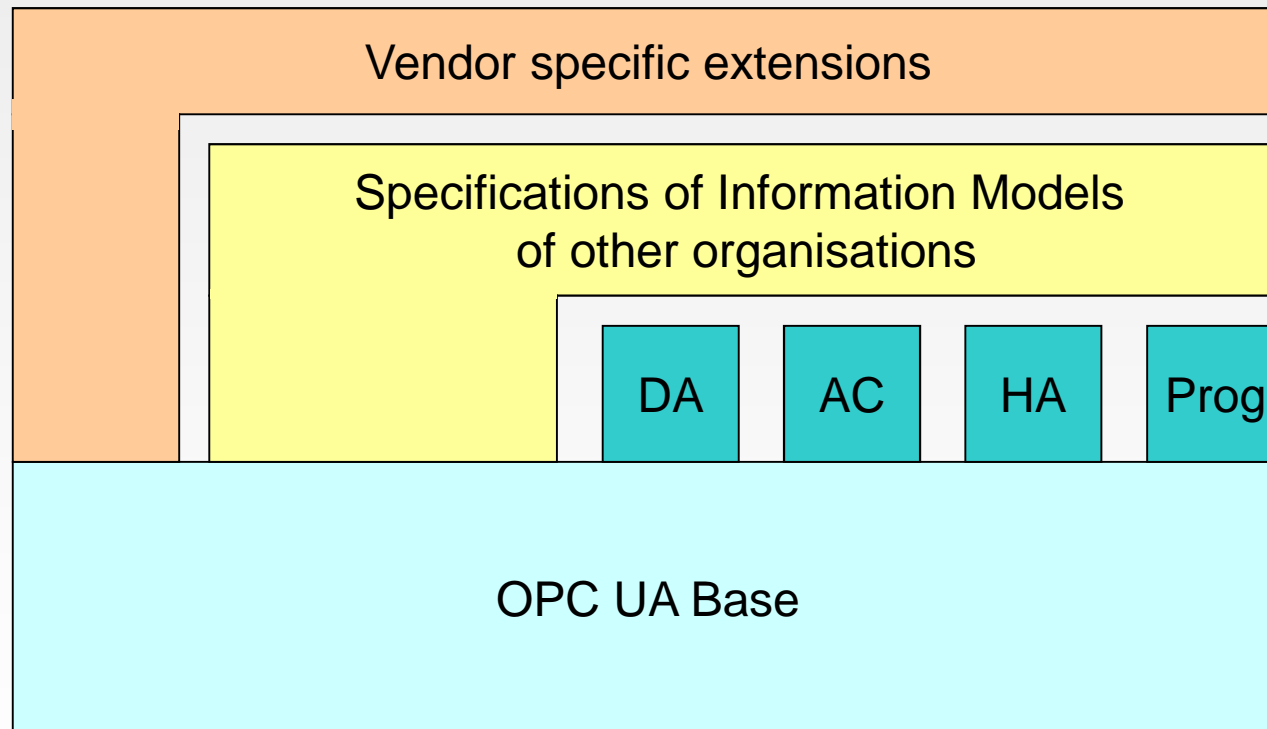 Vendor specific extensions
Specifications of Information Models
of other organisations
DA
AC
HA
Prog
OPC UA Base